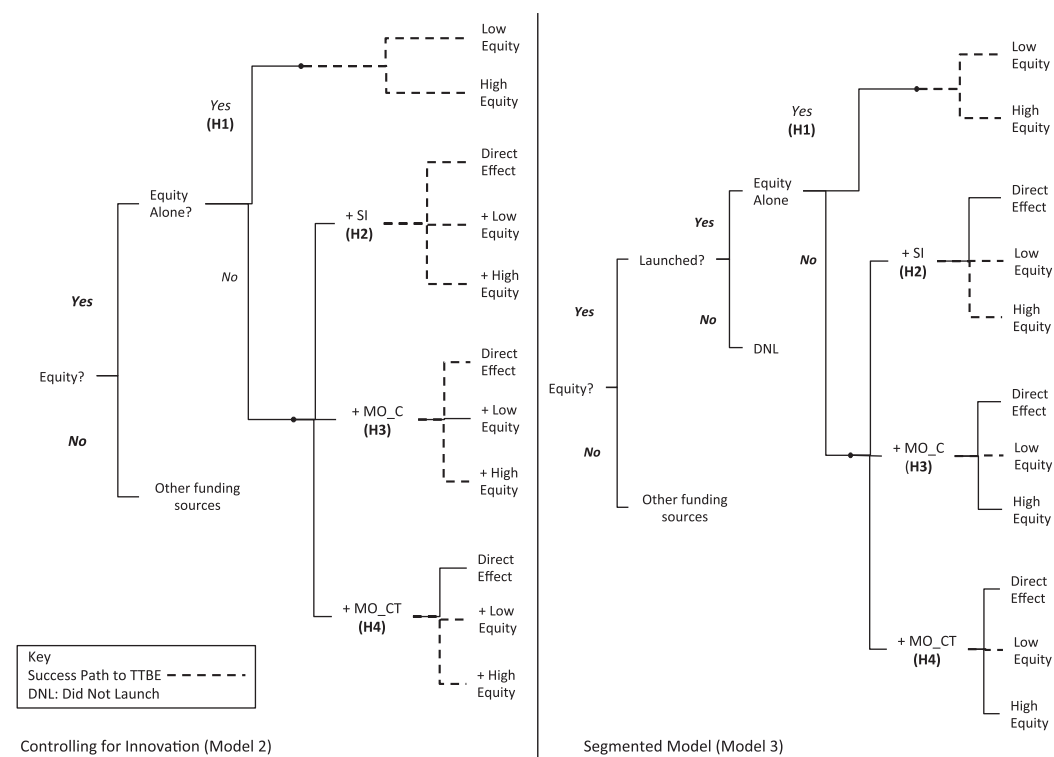 Low
Equity
High
Equity
Yes
(H1)
Direct
Effect
Equity
Alone?
+ SI
(H2)
+ Low
Equity
No
+ High
Equity
Yes
Direct
Effect
Equity?
+ MO_C
(H3)
+ Low
Equity
No
+ High
Equity
Other funding
sources
Direct
Effect
+ MO_CT
(H4)
+ Low
Equity
+ High
Equity
Key
Success Path to TTBE
DNL: Did Not Launch
Controlling for Innovation (Model 2)
Low
Equity
High
Equity
Yes
(H1)
Equity
Alone
Direct
Effect
Yes
+ SI
(H2)
Low
Equity
Launched?
No
High
Equity
Yes
No
DNL
Equity?
Direct
Effect
+ MO_C
(H3)
Low
Equity
No
High
Equity
Other funding
sources
Direct
Effect
+ MO_CT
(H4)
Low
Equity
High
Equity
Segmented Model (Model 3)